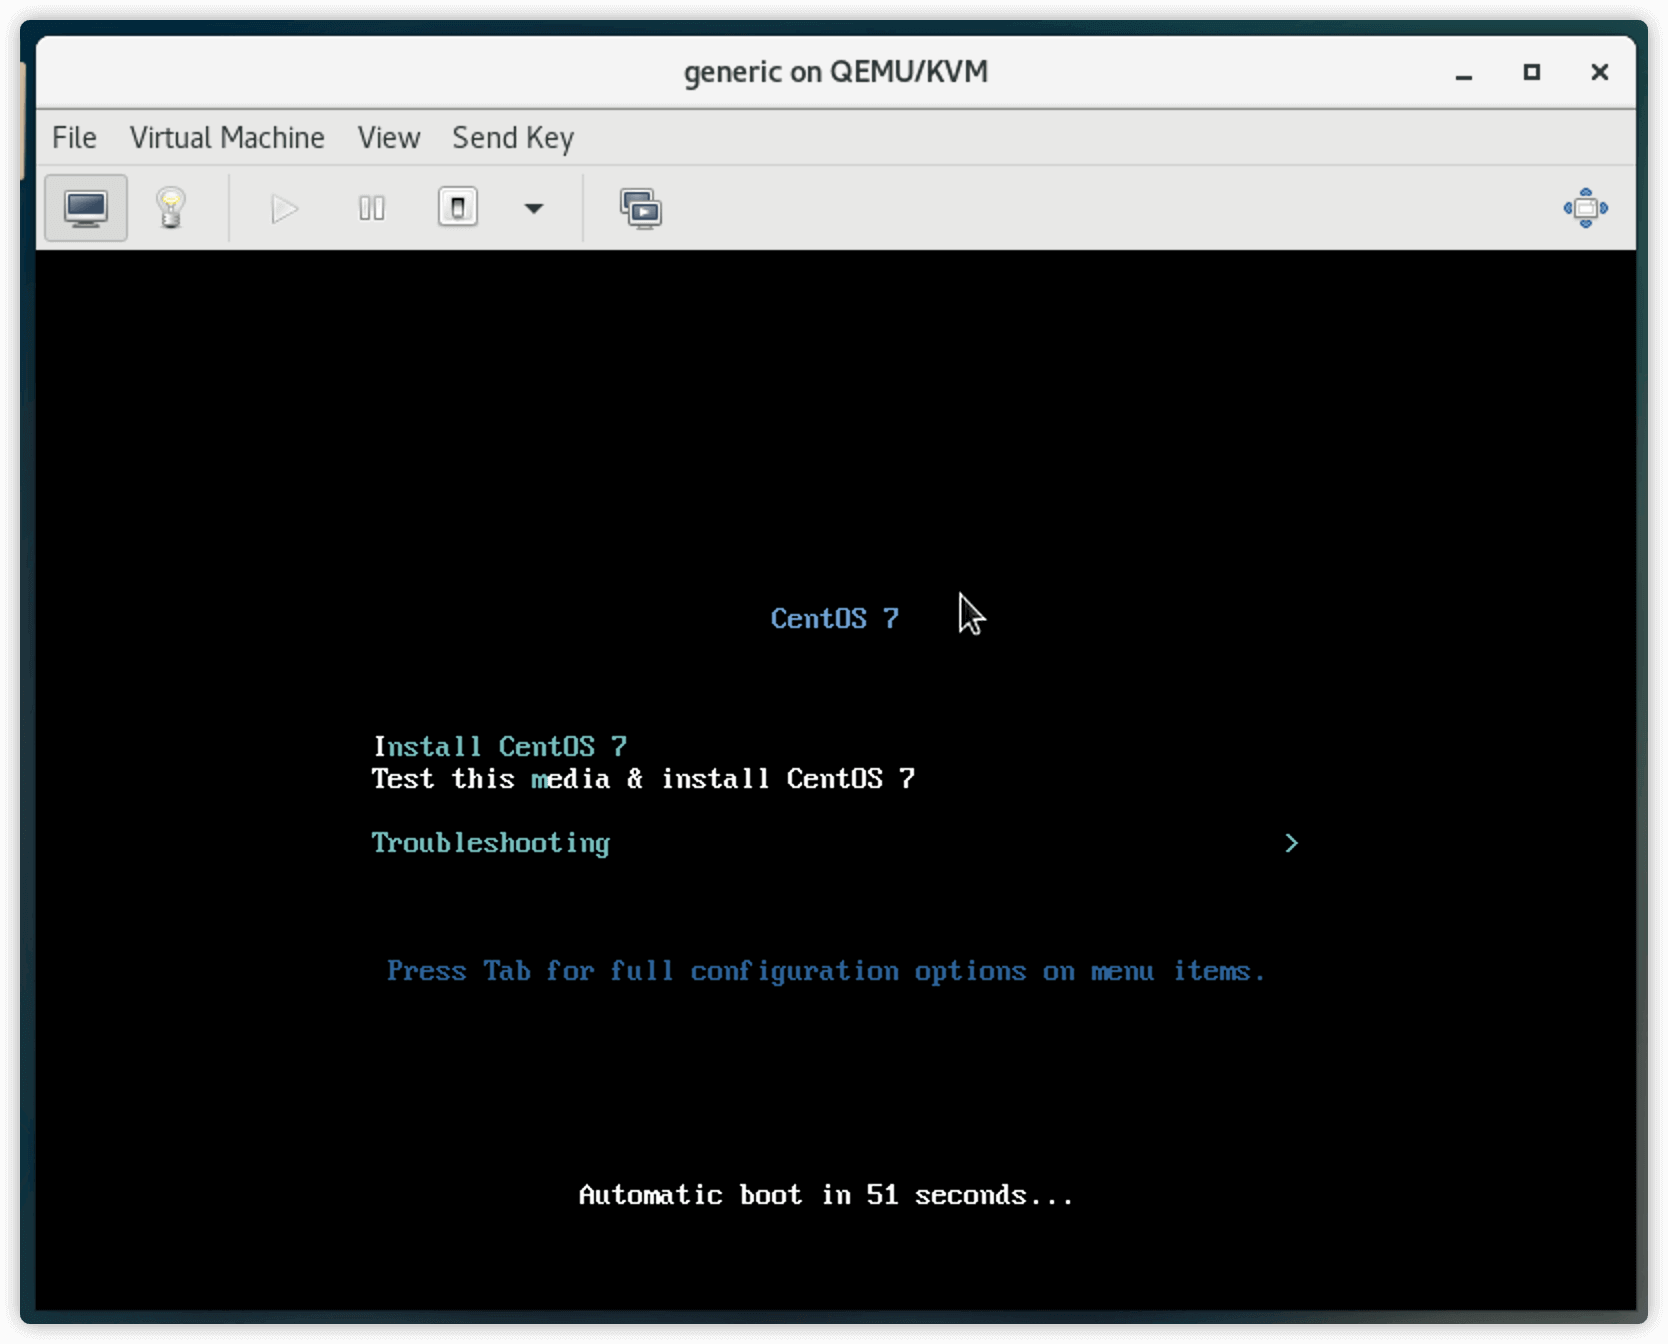 generic on QEMU/KVM
File Virtual Machine View Send Key
CentOS 7
Install CentOS 7
Test this media & install CentOS 7
Troubleshooting >
Press Tab for full configuration options on menu items.
Automatic boot in 51 seconds...